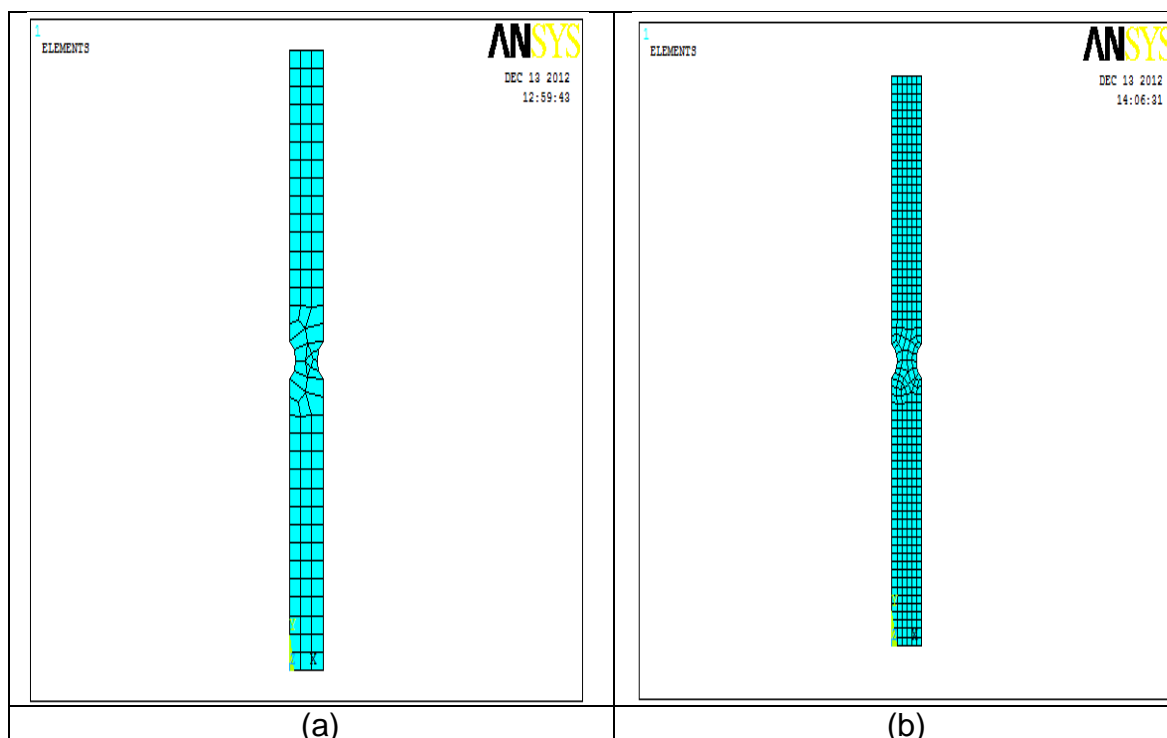 1
ELEMENTS
ANSYS
DEC 13 2012
12:59:43
Y
Z X
(a)
1
ELEMENTS
ANSYS
DEC 13 2012
14:06:31
Y
Z X
(b)